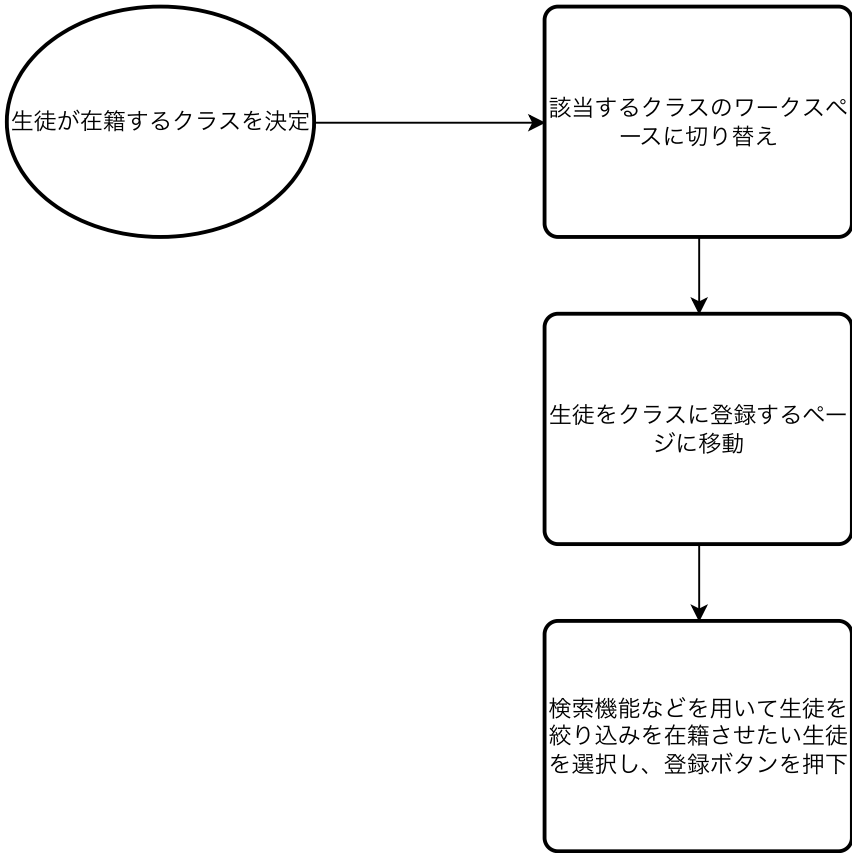 生徒が在籍するクラスを決定
該当するクラスのワークスペ
ースに切り替え
生徒をクラスに登録するペー
ジに移動
検索機能などを用いて生徒を
絞り込みを在籍させたい生徒
を選択し、登録ボタンを押下